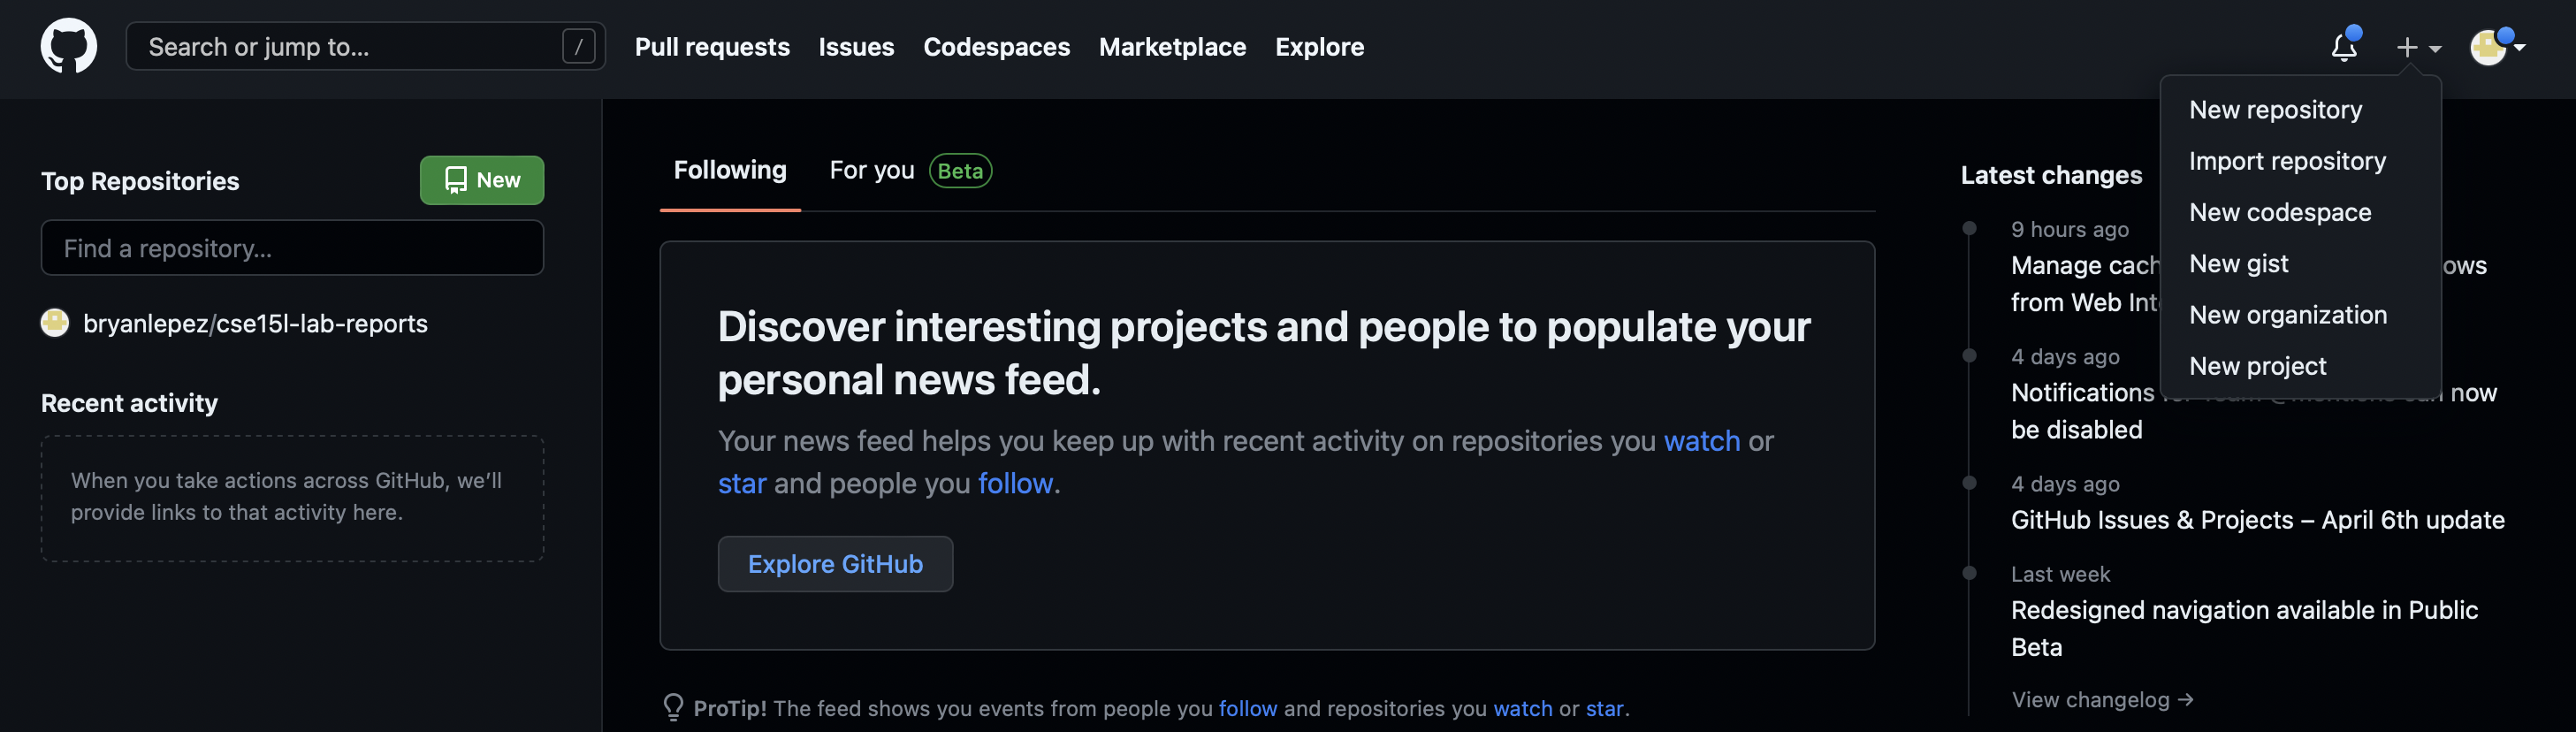 Search or jump to...
/
Pull requests
Issues
Codespaces
Marketplace
Explore
New repository
Import repository
New codespace
New gist
New organization
New project
Top Repositories
New
Find a repository...
bryanlepez/cse15l-lab-reports
Recent activity
When you take actions across GitHub, we’ll
provide links to that activity here.
Following
For you
Beta
Discover interesting projects and people to populate your
personal news feed.
Your news feed helps you keep up with recent activity on repositories you watch or
star and people you follow.
Explore GitHub
ProTip! The feed shows you events from people you follow and repositories you watch or star.
Latest changes
9 hours ago
Manage
from Web
4 days ago
Notifications now
be disabled
4 days ago
GitHub Issues & Projects – April 6th update
Last week
Redesigned navigation available in Public
Beta
View changelog →